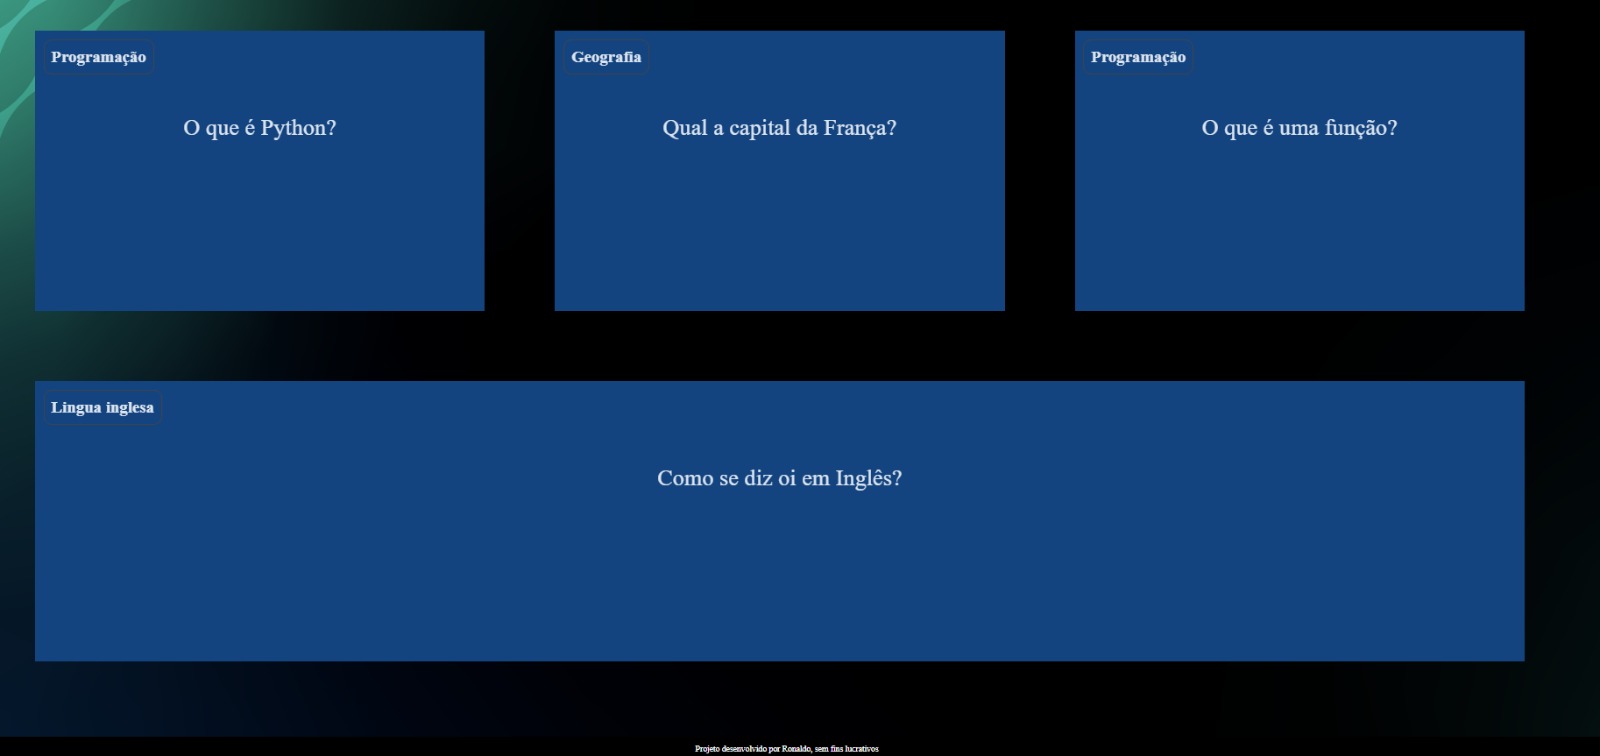 Programação
O que é Python?
Geografia
Qual a capital da França?
Programação
O que é uma função?
Lingua inglesa
Como se diz oi em Inglês?
Projeto desenvolvido por Ronaldo, sem fins lucrativos